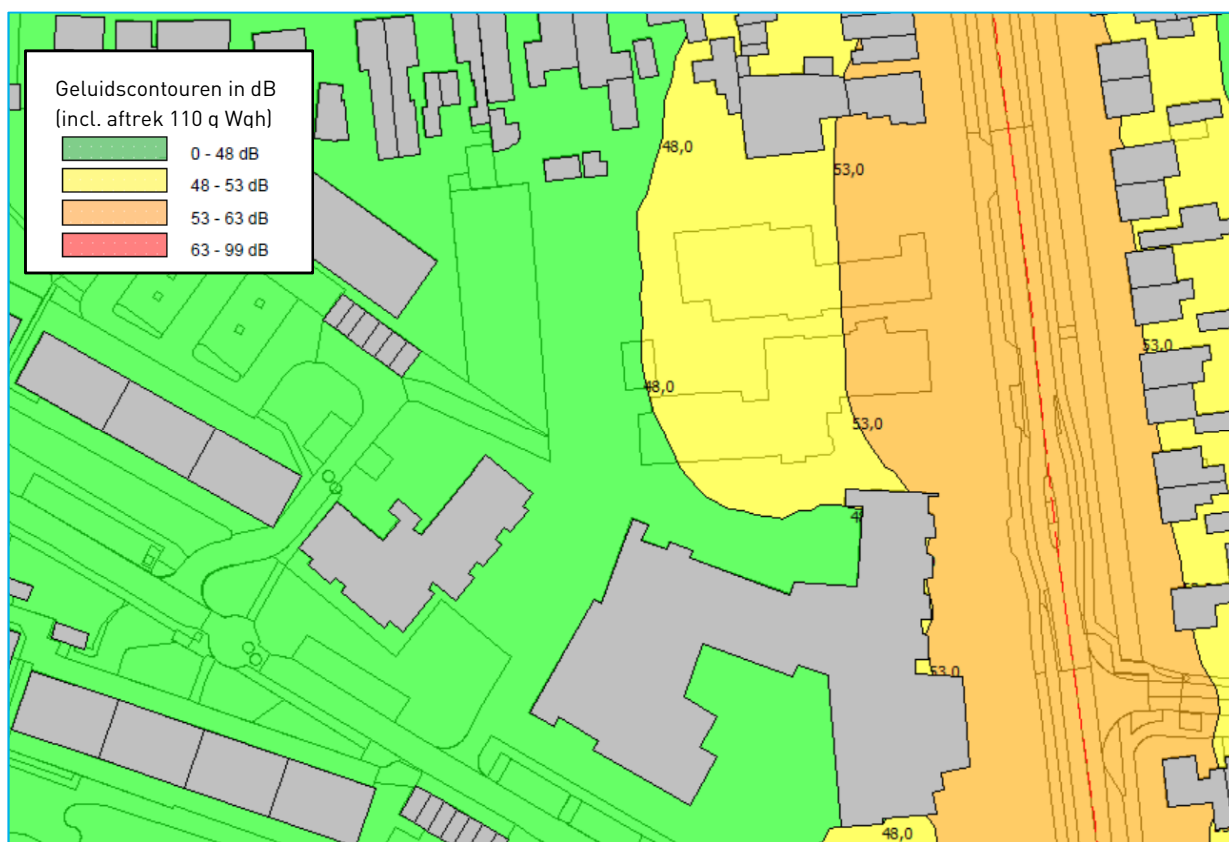 Geluidscontouren in dB
(incl. aftrek 110 g Wgh)
0 - 48 dB
48 - 53 dB
53 - 63 dB
63 - 99 dB
48,0
53,0
53,0
48,0
53,0
53,0
48,0